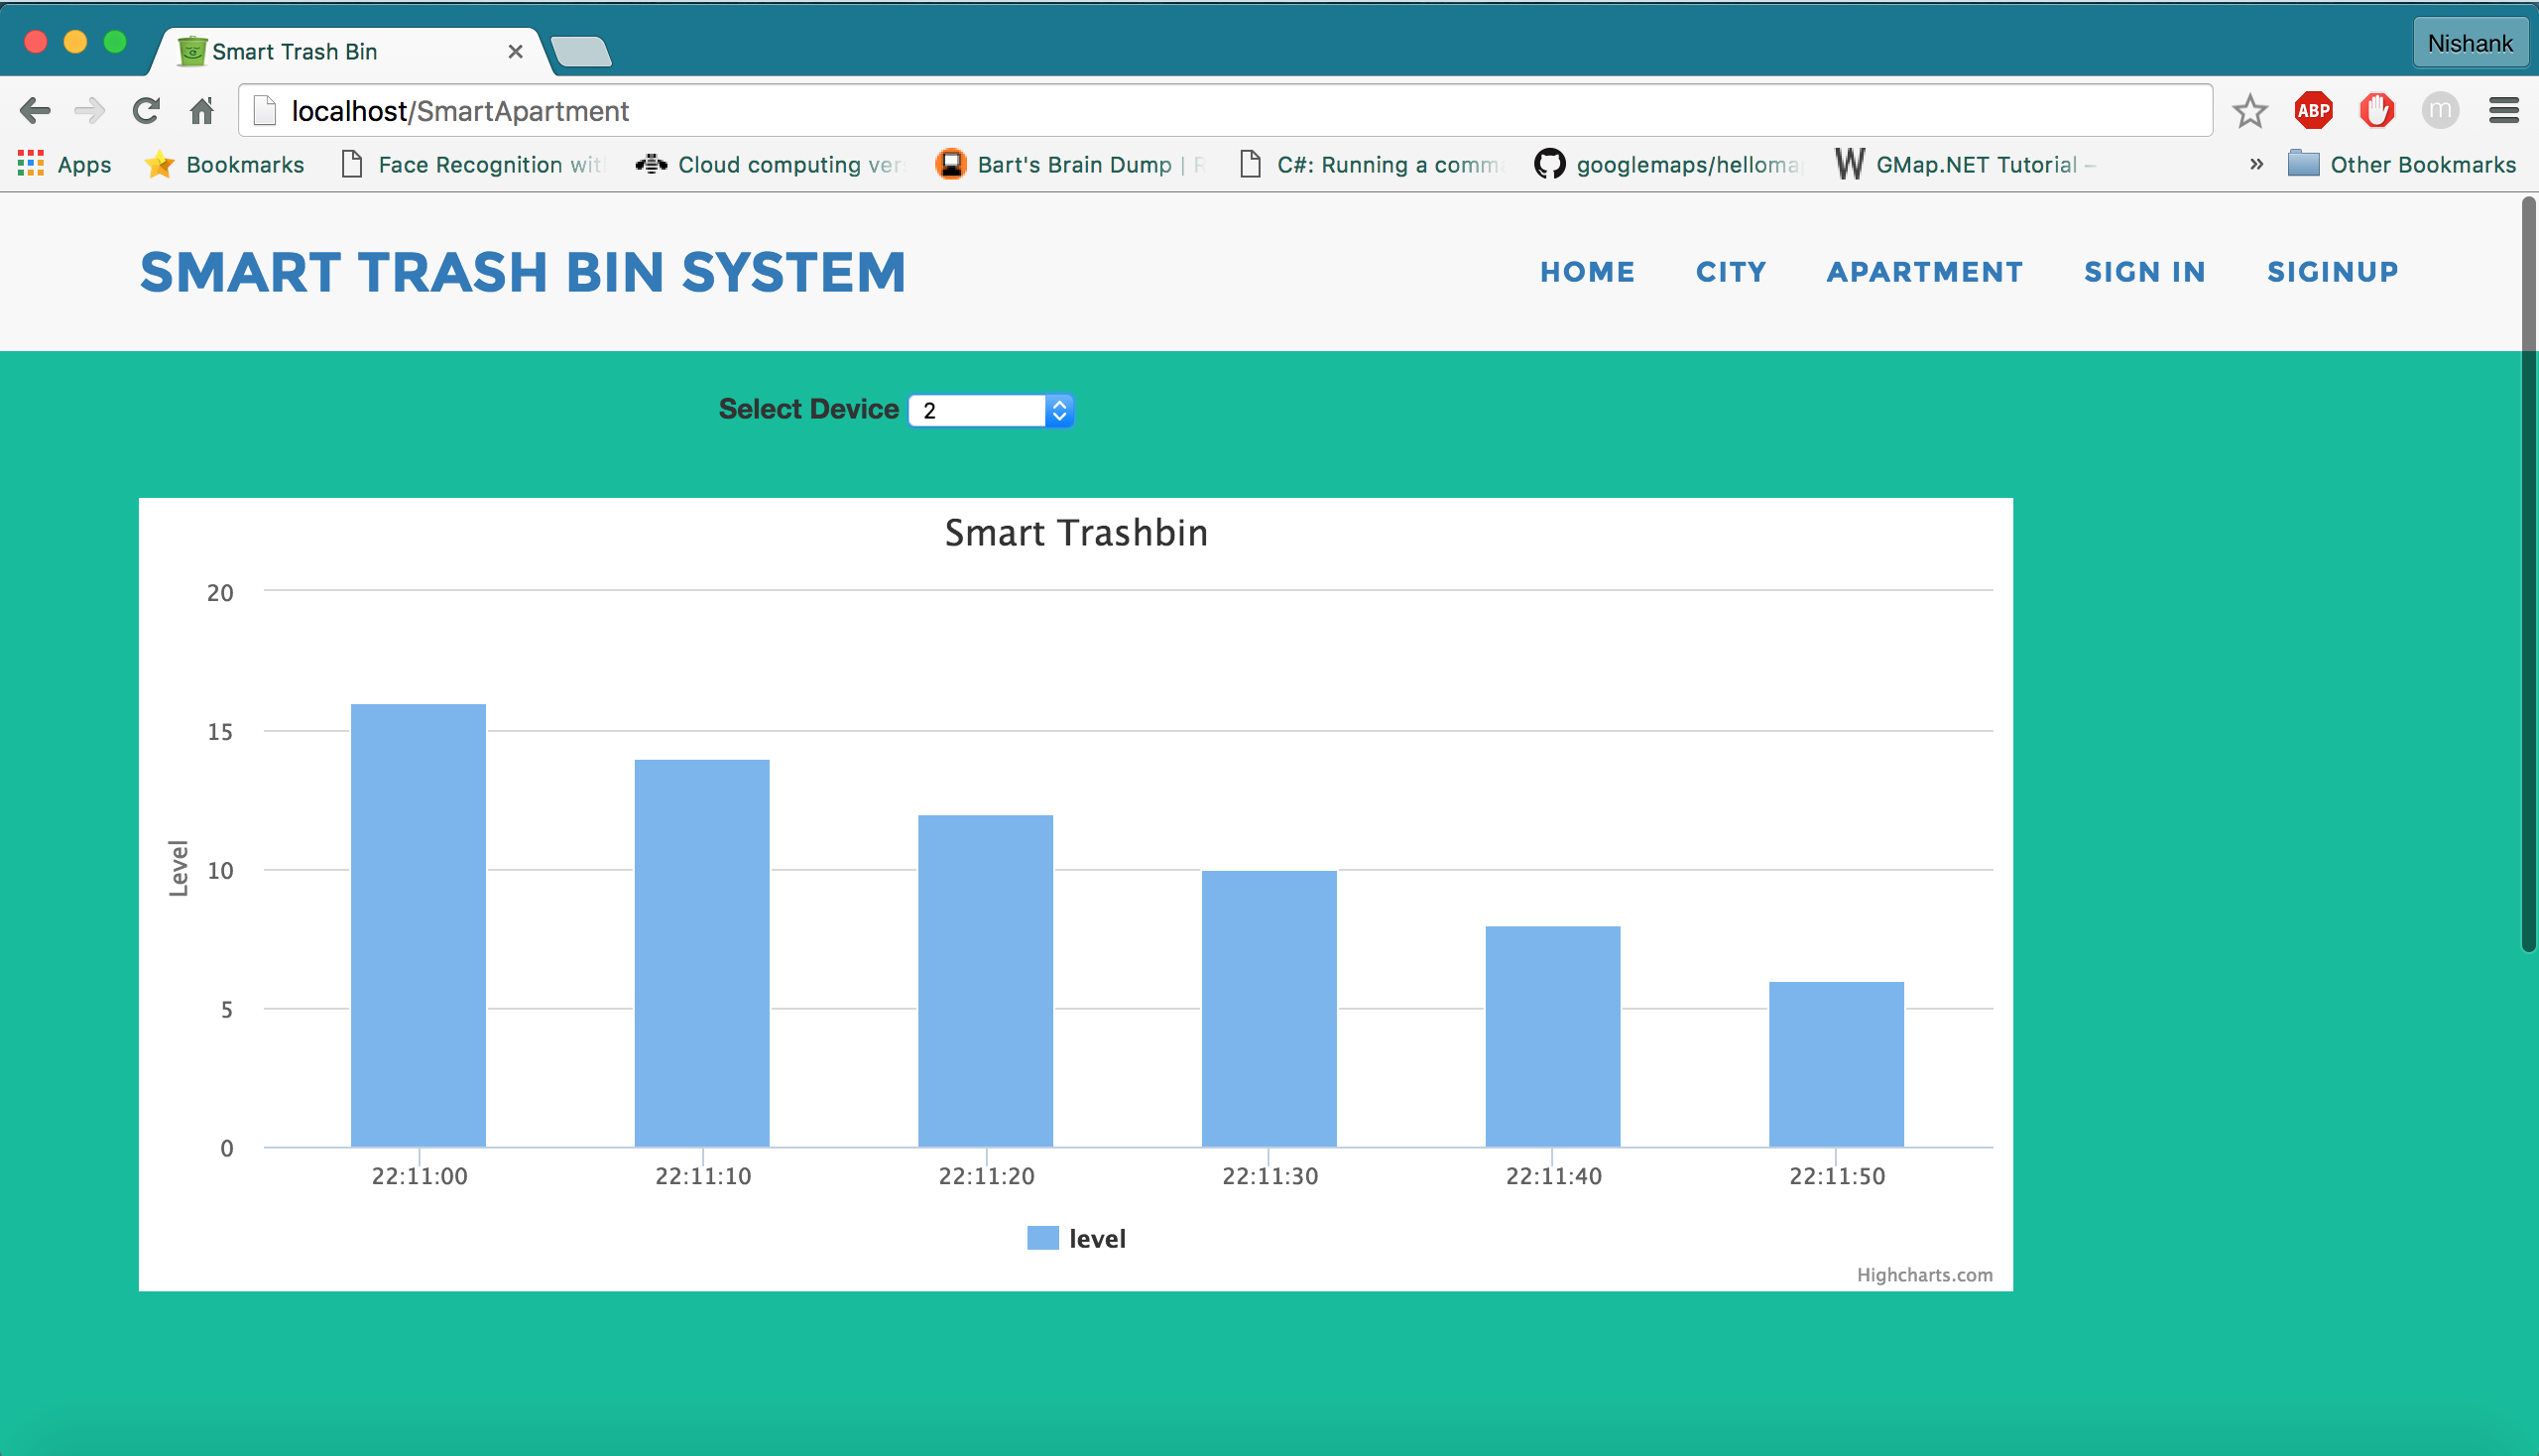 Smart Trash Bin
Nishank
localhost/SmartApartment
ABP
m
Apps
Bookmarks
Face Recognition wit
Cloud computing ver
Bart's Brain Dump |
C#: Running a comm
googlemaps/helloma
W GMap.NET Tutorial –
»
Other Bookmarks
SMART TRASH BIN SYSTEM
HOME
CITY
APARTMENT
SIGN IN
SIGINUP
Select Device 2
Smart Trashbin
20
15
10
5
0
Level
22:11:00
22:11:10
22:11:20
22:11:30
22:11:40
22:11:50
level
Highcharts.com